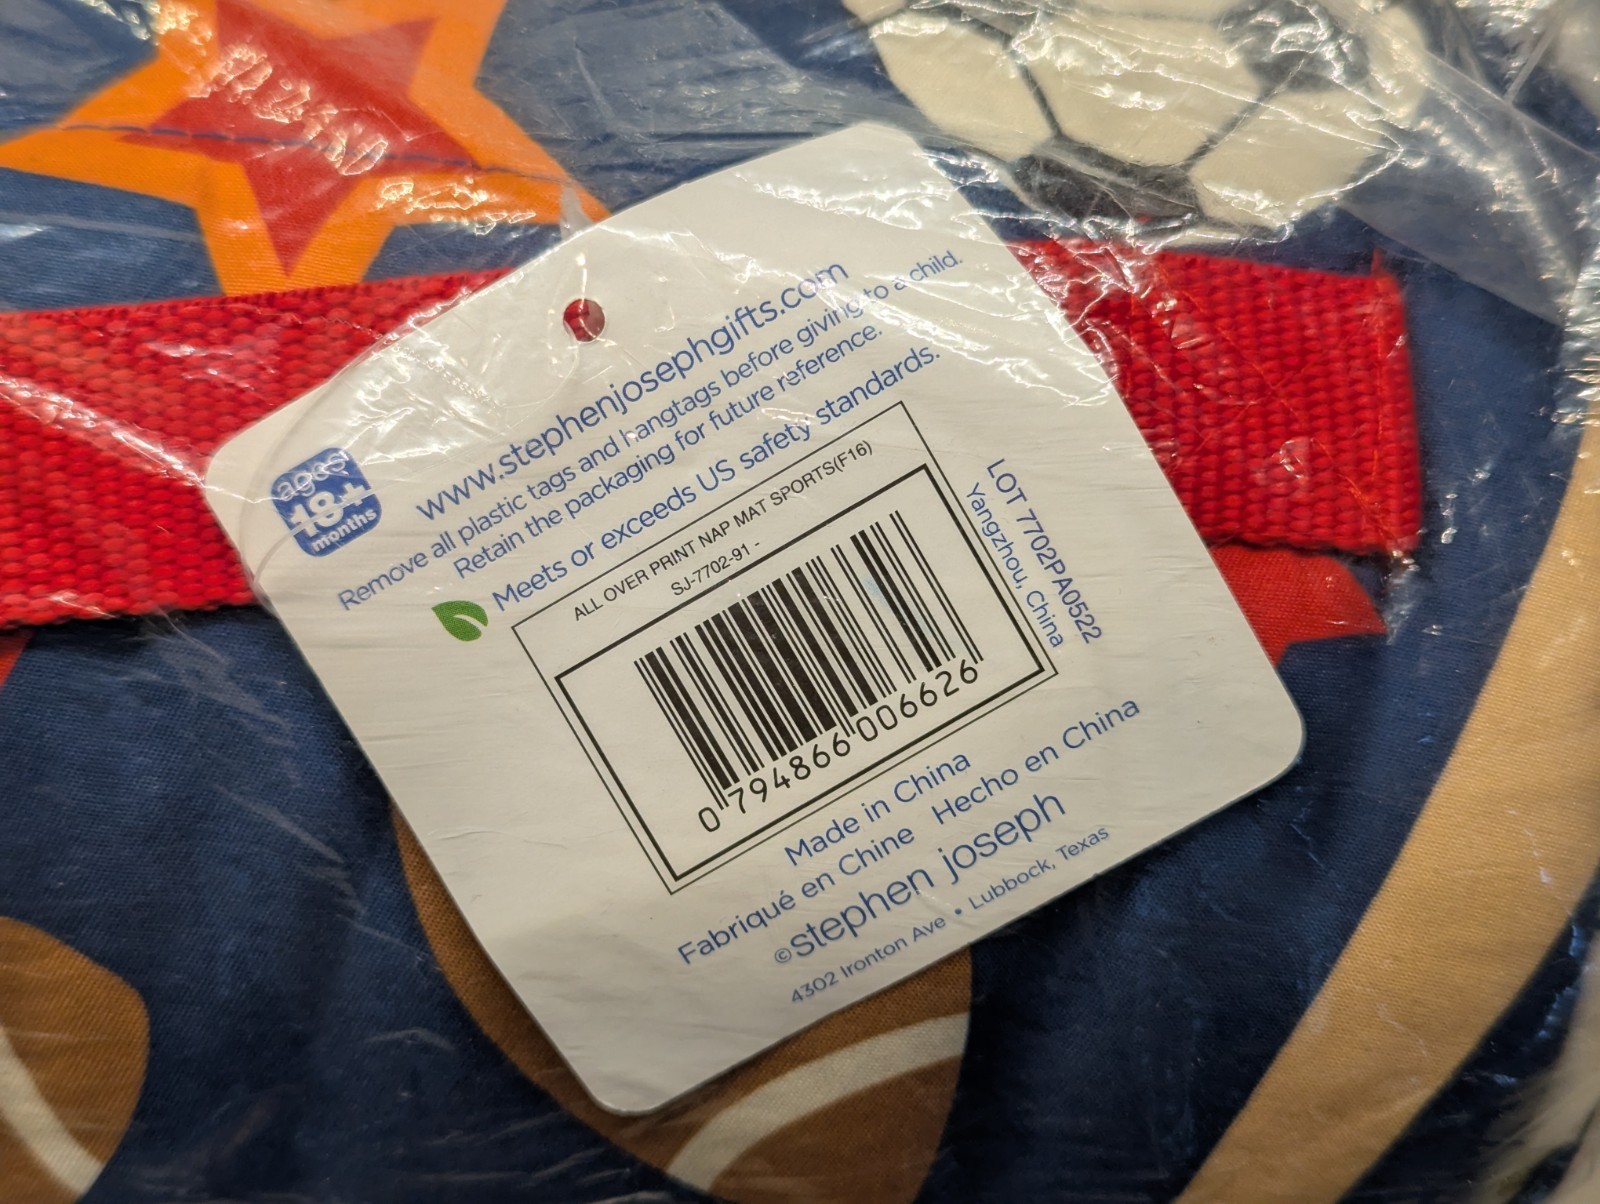 www.stephenjosephgifts.com
Remove all plastic tags and hangtags before giving to a child.
Retain the packaging for future reference.
Meets or exceeds US safety standards.
ages
18+
months
ALL OVER PRINT NAP MAT SPORTS(F16)
SJ-7702-91 -
0 794866 006626
LOT 7702PA0522
Yangzhou, China
Made in China
Fabriqué en Chine Hecho en China
©stephen joseph
4302 Ironton Ave • Lubbock, Texas